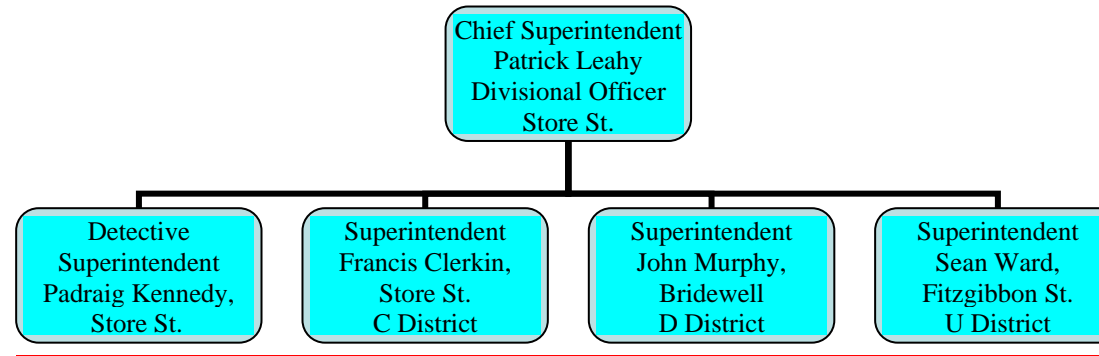 Chief Superintendent
Patrick Leahy
Divisional Officer
Store St.
Detective
Superintendent
Padraig Kennedy,
Store St.
Superintendent
Francis Clerkin,
Store St.
C District
Superintendent
John Murphy,
Bridewell
D District
Superintendent
Sean Ward,
Fitzgibbon St.
U District